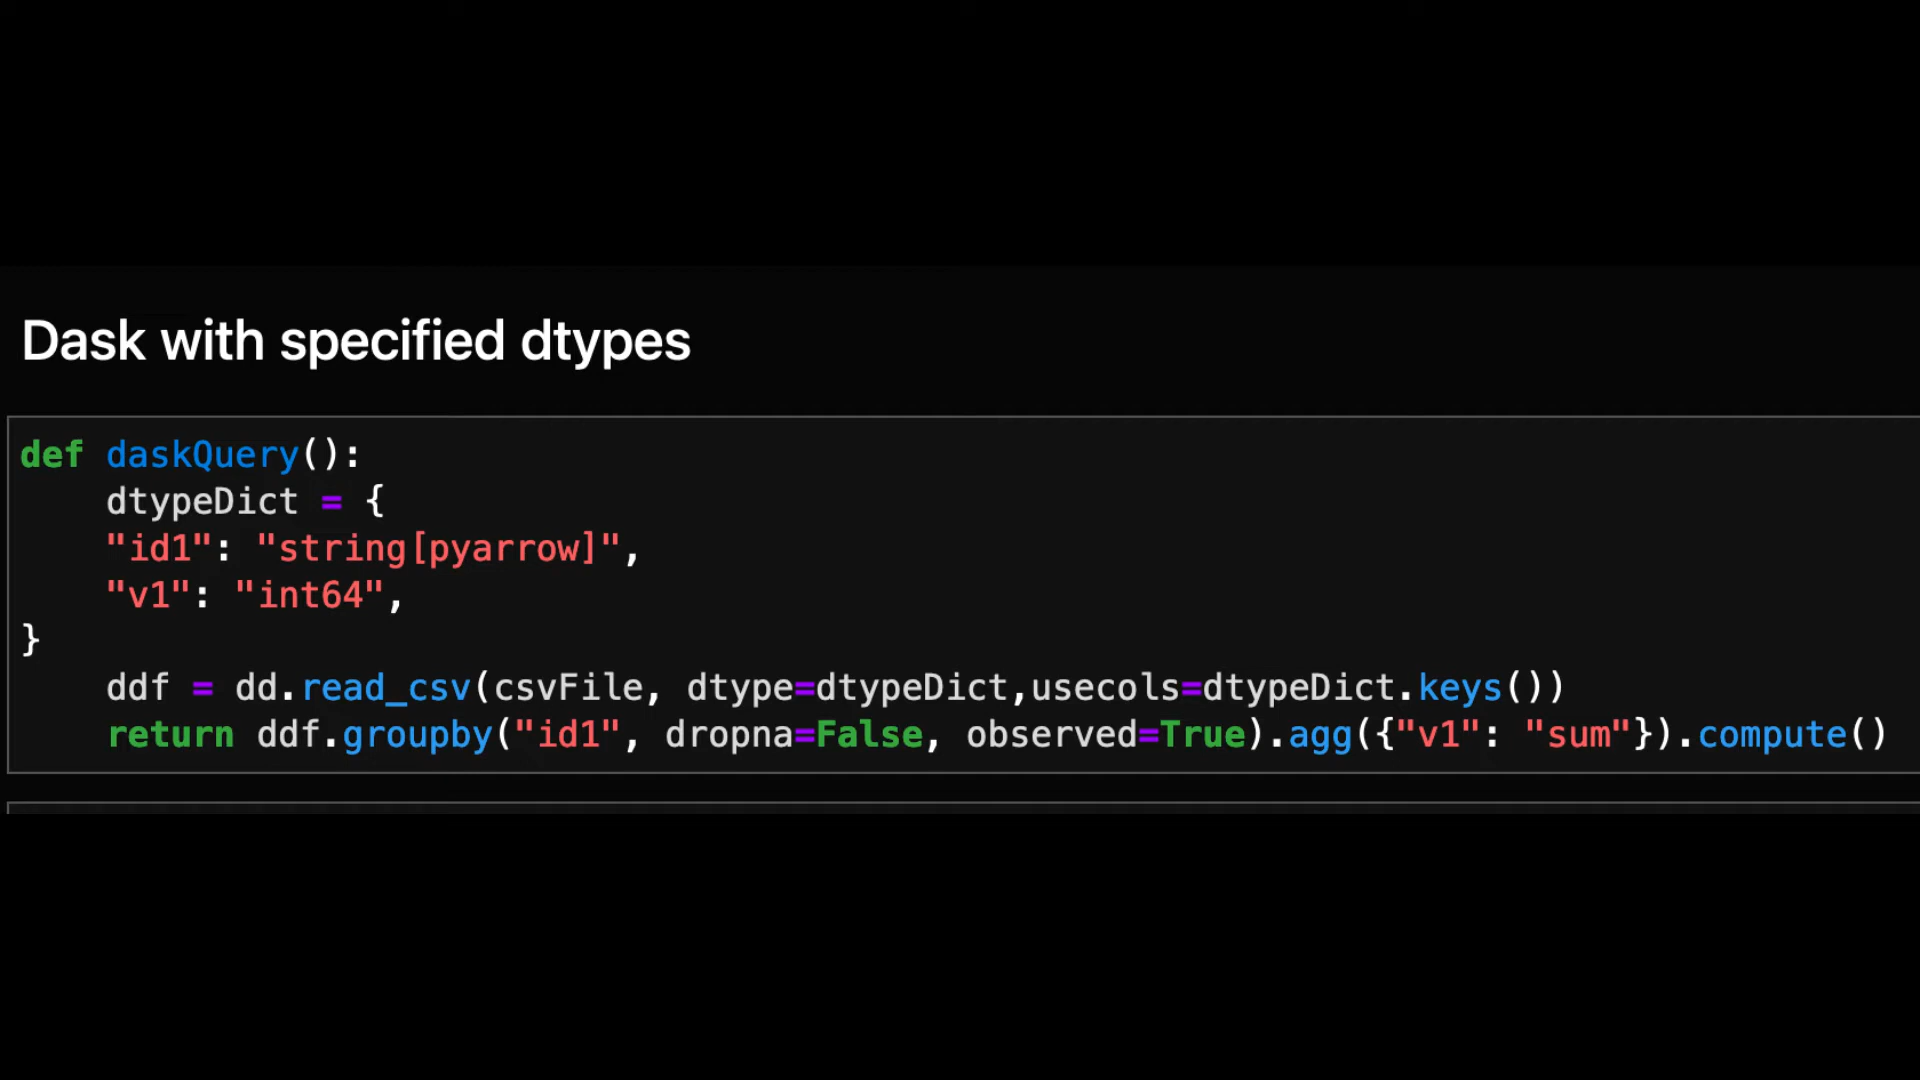 Dask with specified dtypes
def daskQuery():
    dtypeDict = {
    "id1": "string[pyarrow]",
    "v1": "int64",
}
    ddf = dd.read_csv(csvFile, dtype=dtypeDict,usecols=dtypeDict.keys())
    return ddf.groupby("id1", dropna=False, observed=True).agg({"v1": "sum"}).compute()